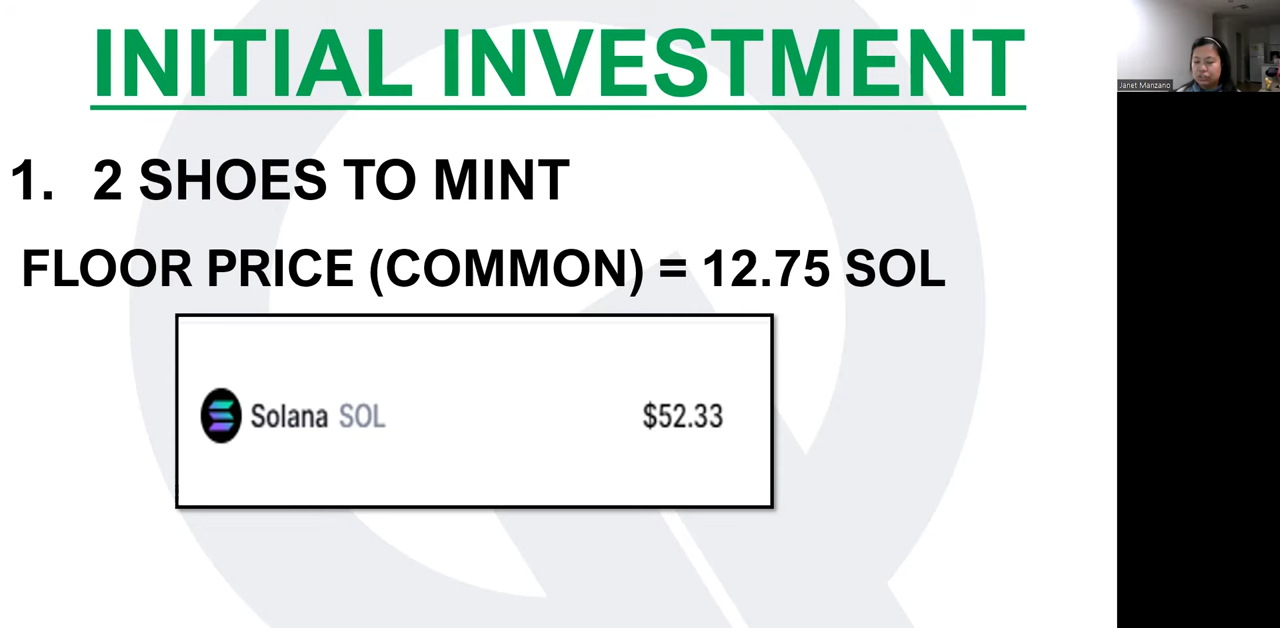 INITIAL INVESTMENT
Janet Manzano
1. 2 SHOES TO MINT
FLOOR PRICE (COMMON) = 12.75 SOL
Solana SOL $52.33